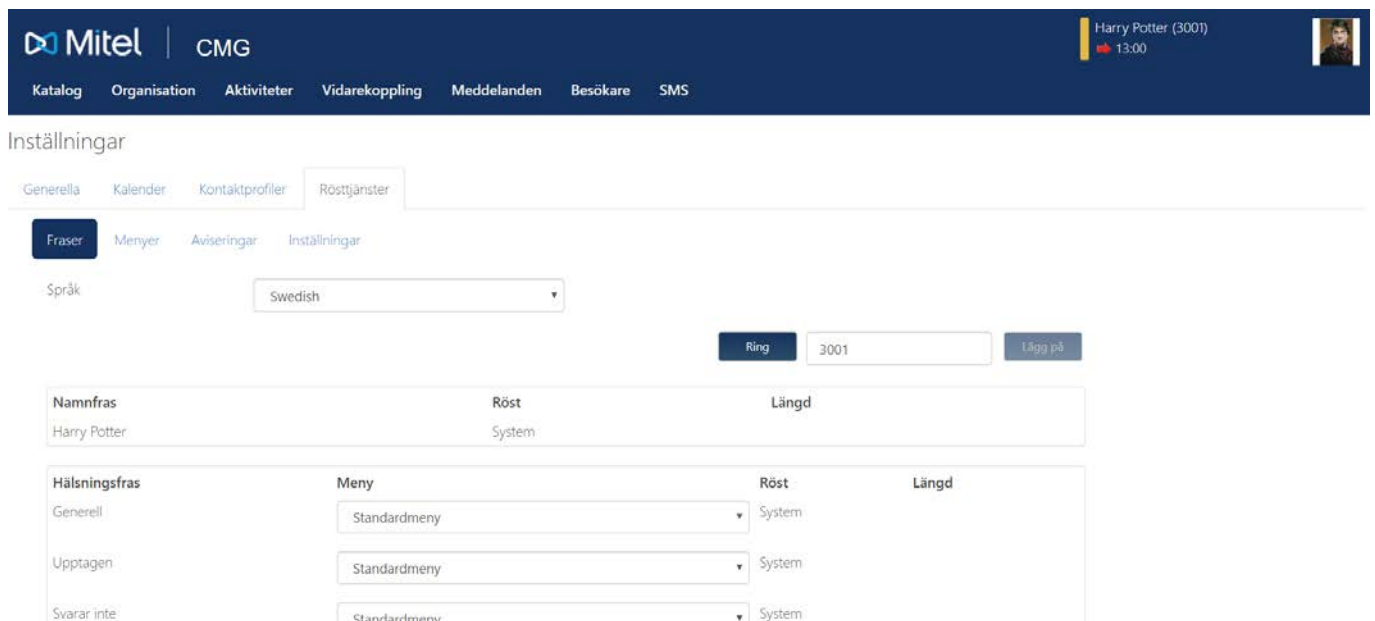 Mitel | CMG
Harry Potter (3001)
13:00
Katalog Organisation Aktiviteter Vidarekoppling Meddelanden Besökare SMS
Inställningar
Generella Kalender Kontaktprofiler Rösttjänster
Fraser Menyer Aviseringar Inställningar
Språk Swedish
Ring 3001 Lägg på
Namnfras Röst Längd
Harry Potter System
Hälsningsfras Meny Röst Längd
Generell Standardmeny System
Upptagen Standardmeny System
Svarar inte Standardmeny System